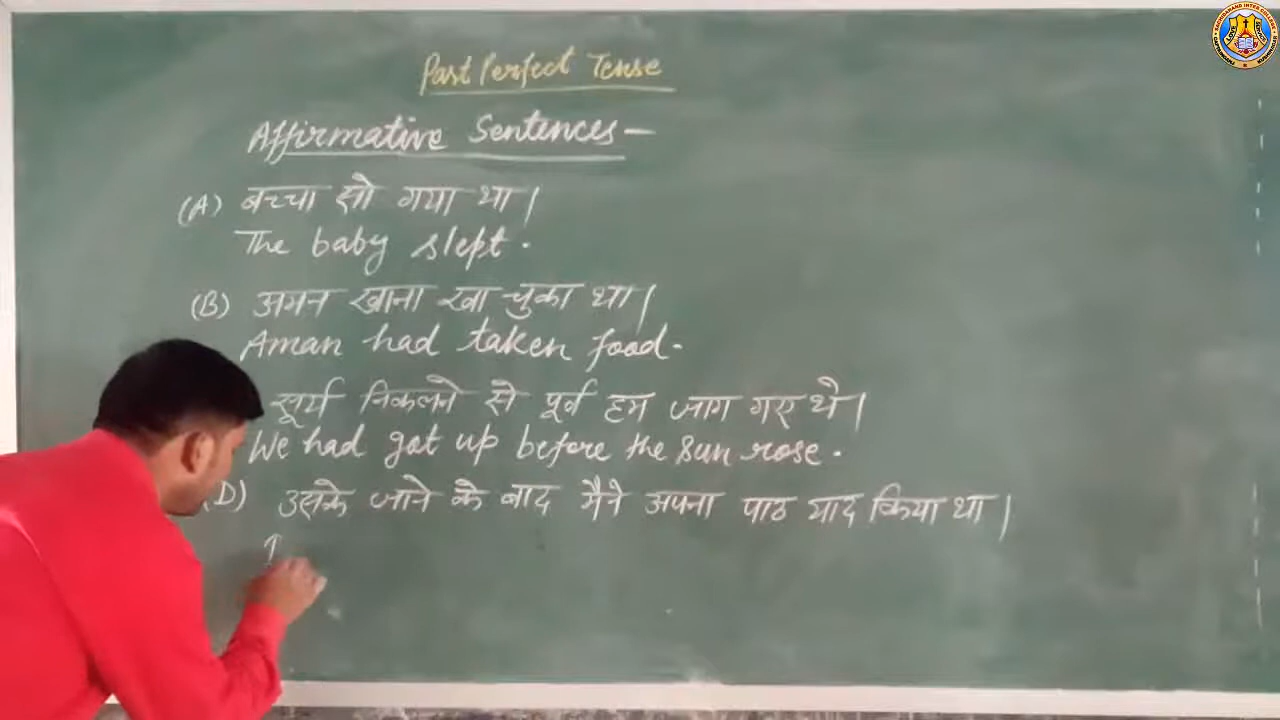 Past Perfect Tense
Affirmative Sentences-
(A) बच्चा सो गया था।
The baby slept.
(B) अमन खाना खा चुका था।
Aman had taken food.
सूर्य निकलने से पूर्व हम जाग गए थे।
We had got up before the sun rose.
(D) उसके जाने के बाद मैने अपना पाठ याद किया था।
I